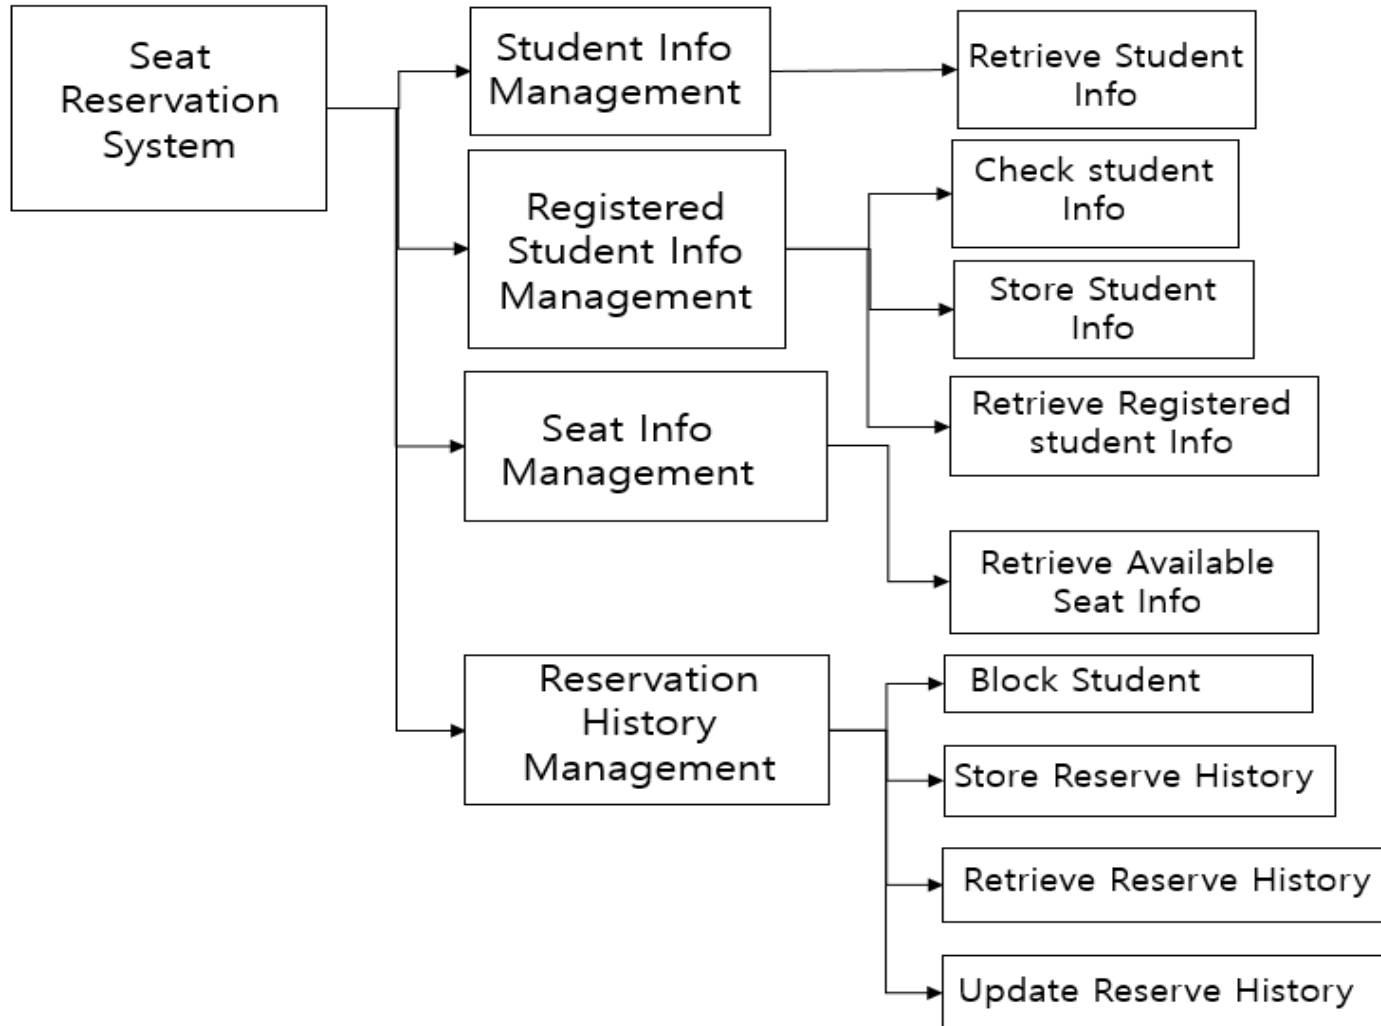 Seat
Reservation
System
Student Info
Management
Retrieve Student
Info
Registered
Student Info
Management
Check student
Info
Store Student
Info
Retrieve Registered
student Info
Seat Info
Management
Retrieve Available
Seat Info
Reservation
History
Management
Block Student
Store Reserve History
Retrieve Reserve History
Update Reserve History